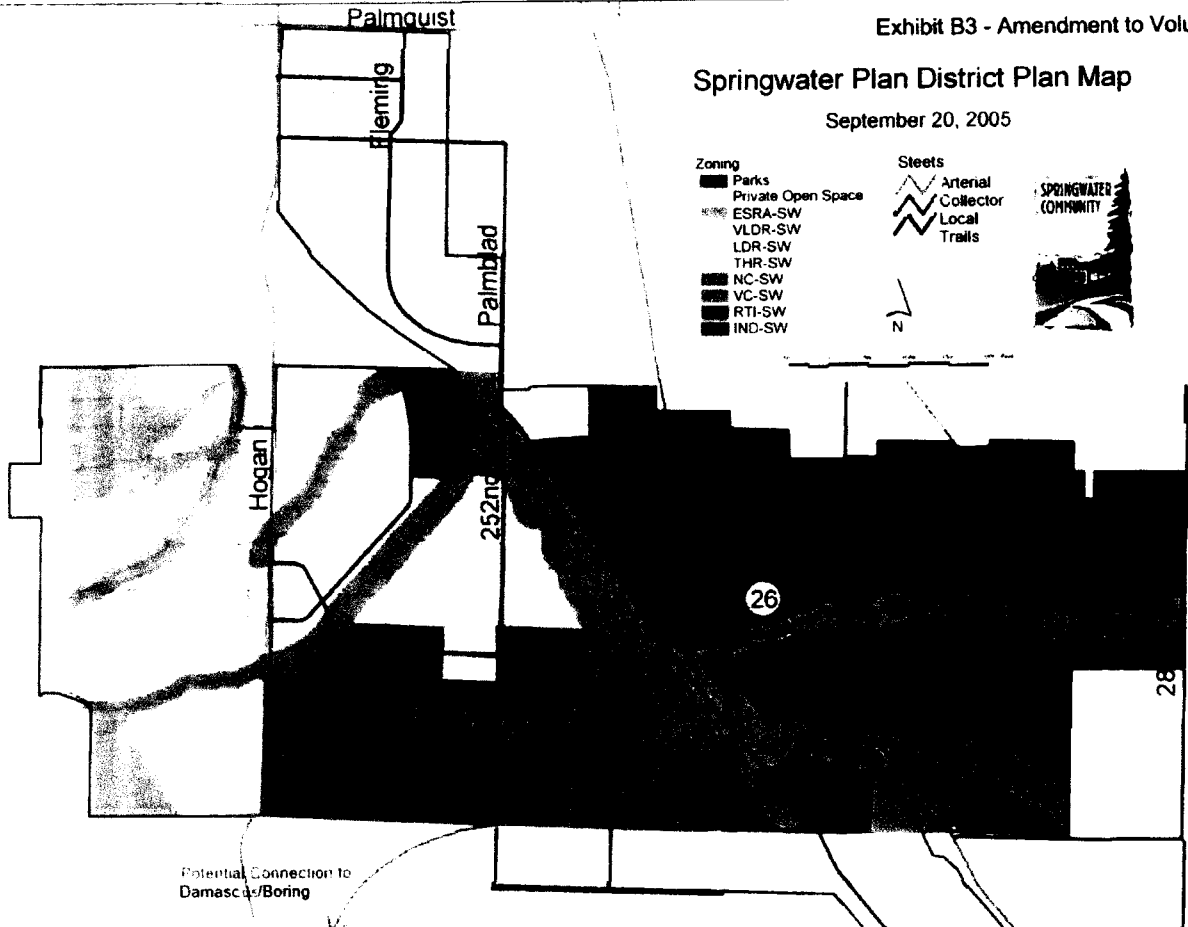 Exhibit B3 - Amendment to Volu
Springwater Plan District Plan Map
September 20, 2005
Zoning
Parks
Private Open Space
ESRA-SW
VLDR-SW
LDR-SW
THR-SW
NC-SW
VC-SW
RTI-SW
IND-SW
Steets
Arterial
Collector
Local
Trails
SPRINGWATER
COMMUNITY
N
Palmquist
Fleming
Palmblad
Hogan
252nd
26
28
Potential Connection to
Damascus/Boring